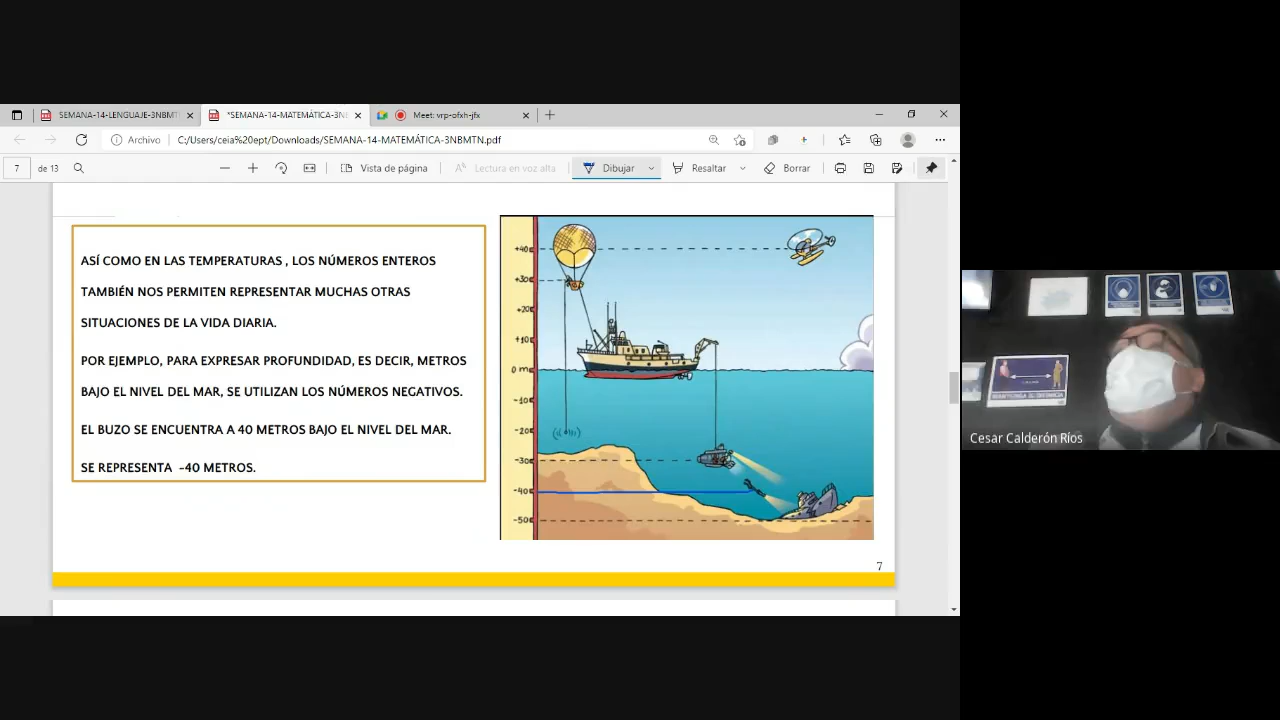 SEMANA-14-LENGUAJE-3NBMT
*SEMANA-14-MATEMÁTICA-3NE
Meet: vrp-ofxh-jfx
Archivo
C:/Users/ceia%20ept/Downloads/SEMANA-14-MATEMÁTICA-3NBMTN.pdf
7
de 13
Vista de página
Lectura en voz alta
Dibujar
Resaltar
Borrar
ASÍ COMO EN LAS TEMPERATURAS , LOS NÚMEROS ENTEROS
TAMBIÉN NOS PERMITEN REPRESENTAR MUCHAS OTRAS
SITUACIONES DE LA VIDA DIARIA.
POR EJEMPLO, PARA EXPRESAR PROFUNDIDAD, ES DECIR, METROS
BAJO EL NIVEL DEL MAR, SE UTILIZAN LOS NÚMEROS NEGATIVOS.
EL BUZO SE ENCUENTRA A 40 METROS BAJO EL NIVEL DEL MAR.
SE REPRESENTA -40 METROS.
+40
+30
+20
+10
0 m
-10
-20
-30
-40
-50
7
Cesar Calderón Ríos